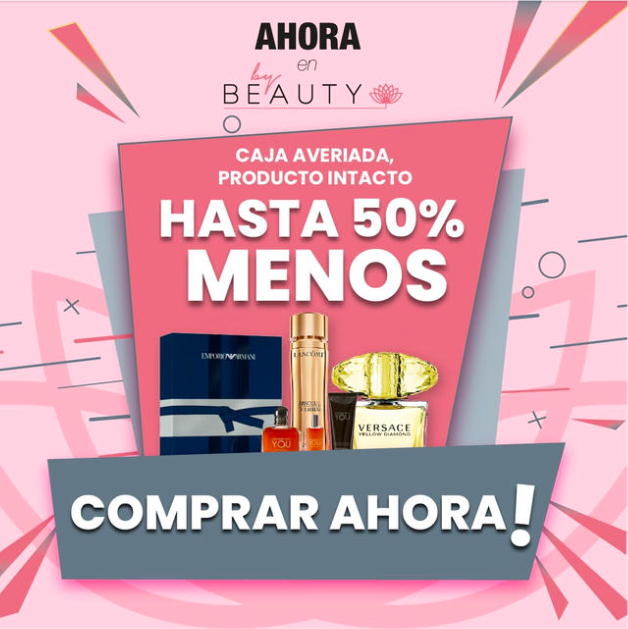 AHORA
en
by
BEAUTY
CAJA AVERIADA,
PRODUCTO INTACTO
HASTA 50%
MENOS
EMPORIO ARMANI
LANCÔME
YOU
YOU
VERSACE
YELLOW DIAMOND
COMPRAR AHORA!